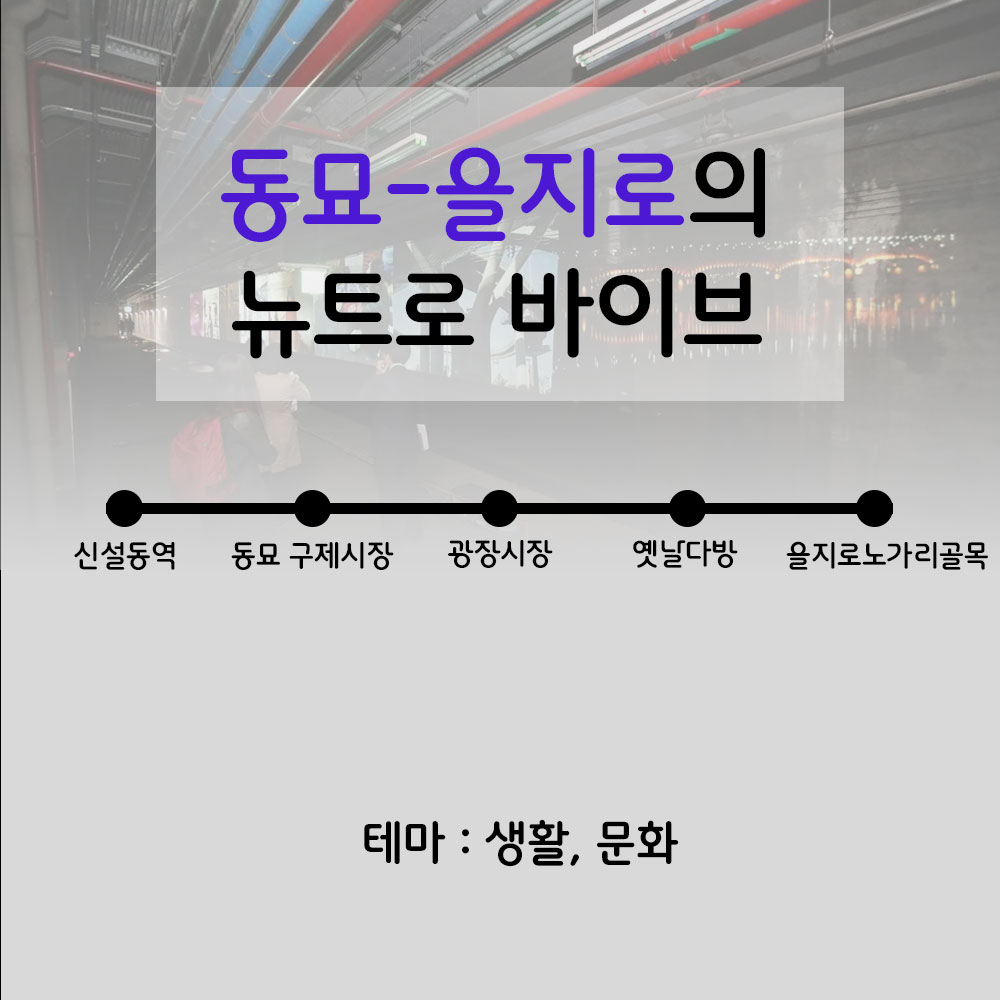 동묘-을지로의
뉴트로 바이브
신설동역 동묘 구제시장 광장시장 옛날다방 을지로노가리골목
테마 : 생활, 문화